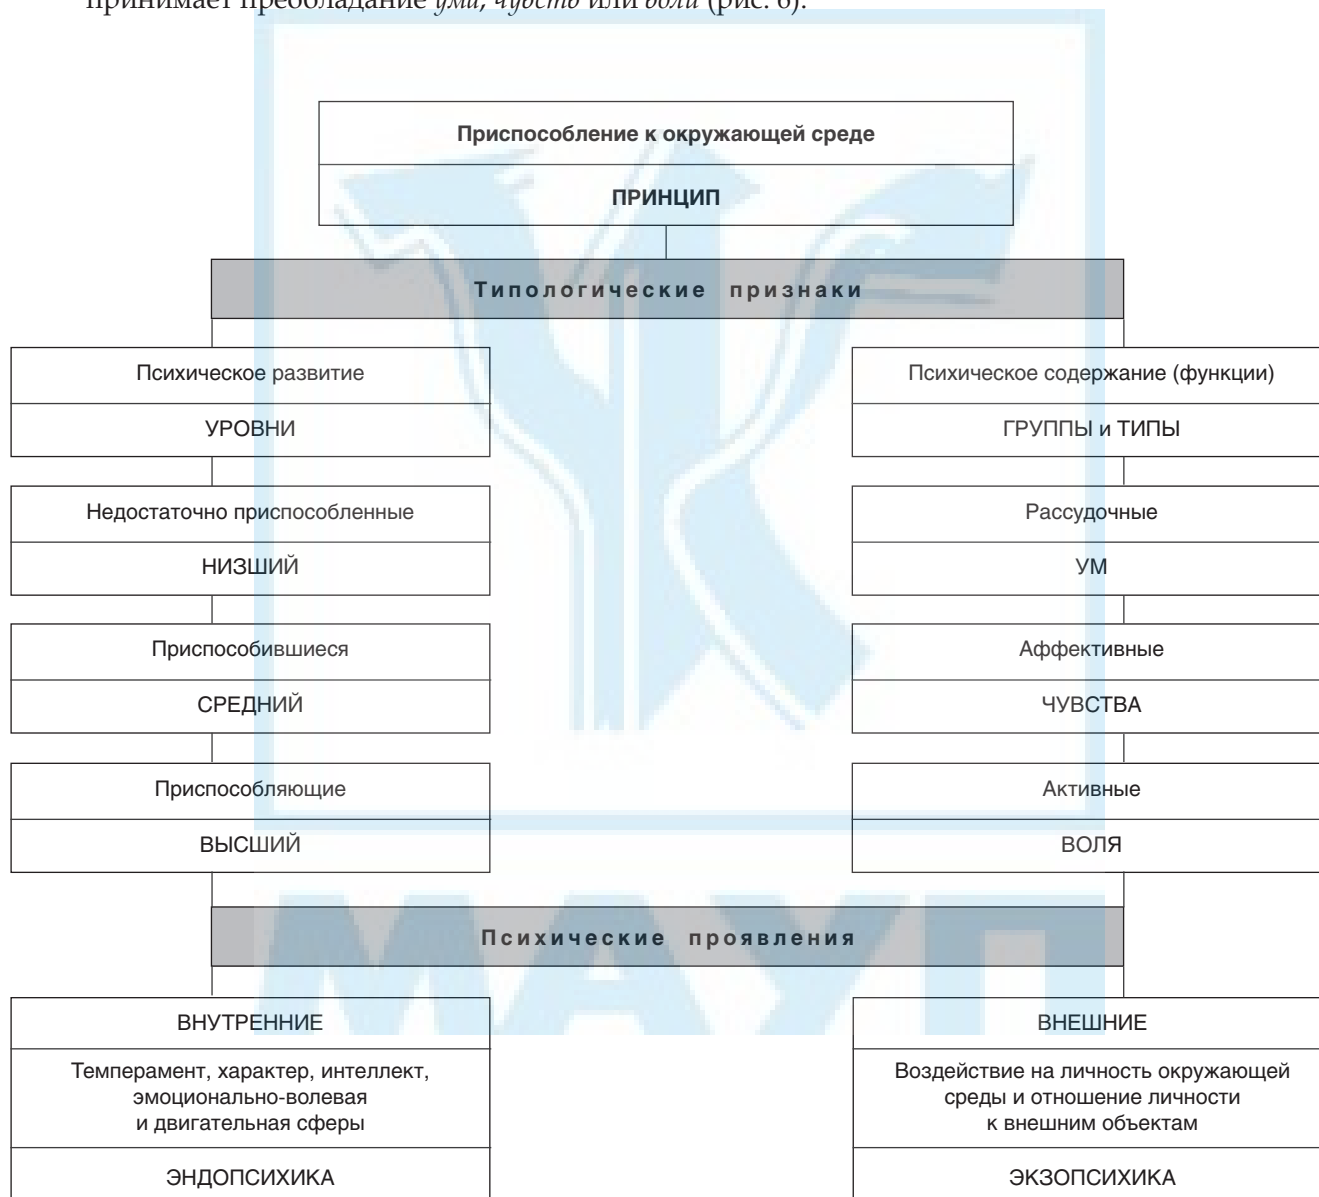 принимает преобладание ума, чувств или воли (рис. 6).
Приспособление к окружающей среде
ПРИНЦИП
Типологические признаки
Психическое развитие
УРОВНИ
Недостаточно приспособленные
НИЗШИЙ
Приспособившиеся
СРЕДНИЙ
Приспособляющие
ВЫСШИЙ
Психическое содержание (функции)
ГРУППЫ и ТИПЫ
Рассудочные
УМ
Аффективные
ЧУВСТВА
Активные
ВОЛЯ
Психические проявления
ВНУТРЕННИЕ
Темперамент, характер, интеллект,
эмоционально-волевая
и двигательная сферы
ЭНДОПСИХИКА
ВНЕШНИЕ
Воздействие на личность окружающей
среды и отношение личности
к внешним объектам
ЭКЗОПСИХИКА
МАУП